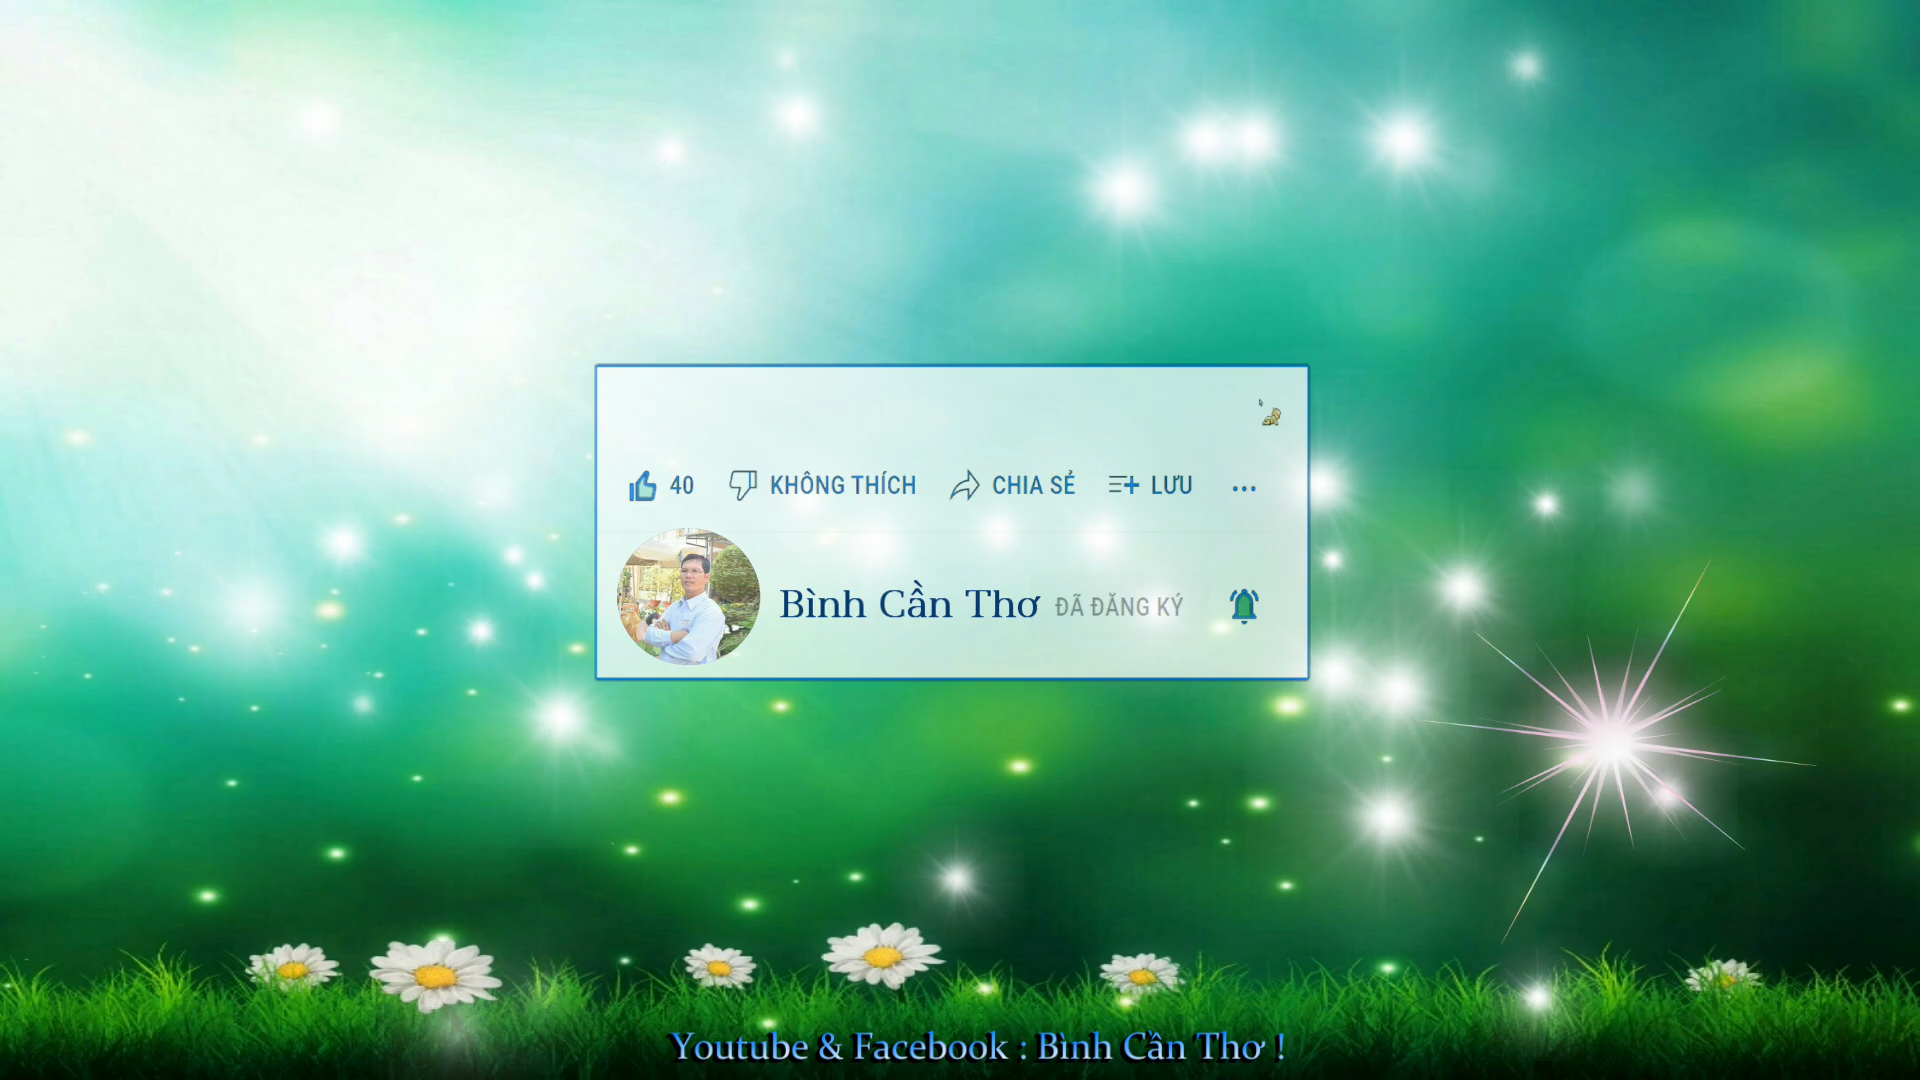 40 KHÔNG THÍCH CHIA SẺ LƯU
Bình Cần Thơ ĐÃ ĐĂNG KÝ
Youtube & Facebook : Bình Cần Thơ !